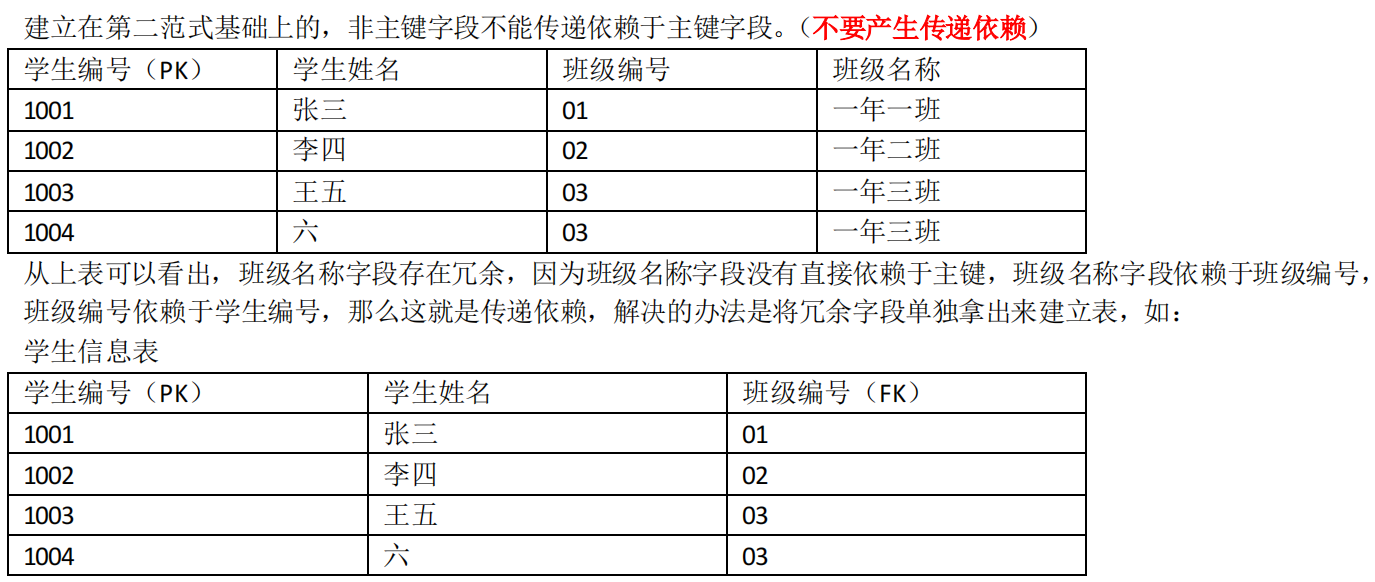 建立在第二范式基础上的，非主键字段不能传递依赖于主键字段。（不要产生传递依赖）
学生编号（PK） 学生姓名 班级编号 班级名称
1001 张三 01 一年一班
1002 李四 02 一年二班
1003 王五 03 一年三班
1004 六 03 一年三班
从上表可以看出，班级名称字段存在冗余，因为班级名称字段没有直接依赖于主键，班级名称字段依赖于班级编号，
班级编号依赖于学生编号，那么这就是传递依赖，解决的办法是将冗余字段单独拿出来建立表，如：
学生信息表
学生编号（PK） 学生姓名 班级编号（FK）
1001 张三 01
1002 李四 02
1003 王五 03
1004 六 03